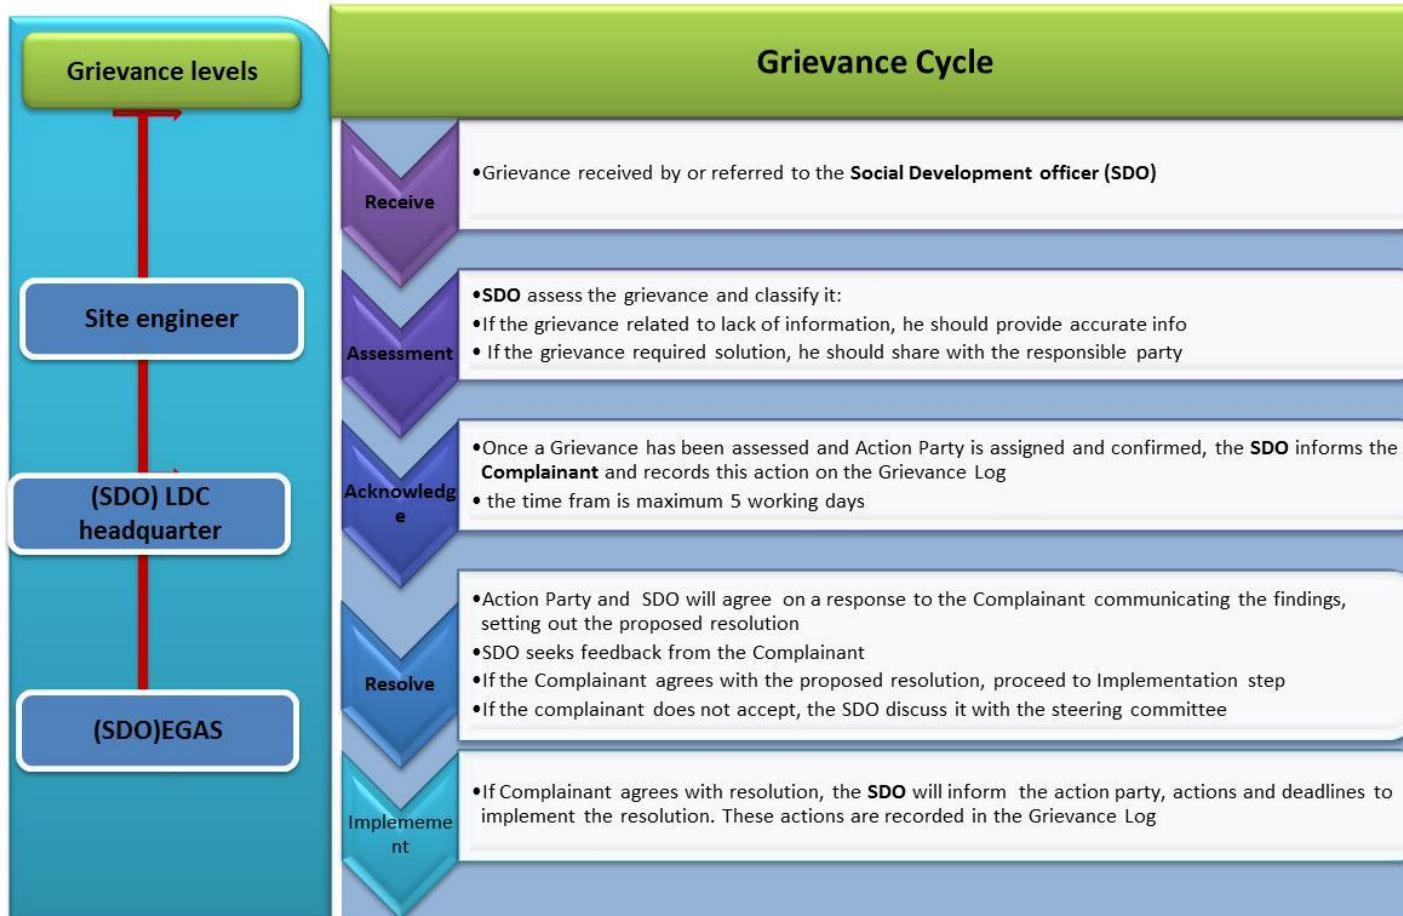 Grievance levels
Site engineer
(SDO) LDC
headquarter
(SDO)EGAS
Grievance Cycle
Receive
•Grievance received by or referred to the Social Development officer (SDO)
Assessment
•SDO assess the grievance and classify it:
•If the grievance related to lack of information, he should provide accurate info
• If the grievance required solution, he should share with the responsible party
Acknowledg
e
•Once a Grievance has been assessed and Action Party is assigned and confirmed, the SDO informs the
Complainant and records this action on the Grievance Log
• the time fram is maximum 5 working days
Resolve
•Action Party and SDO will agree on a response to the Complainant communicating the findings,
setting out the proposed resolution
•SDO seeks feedback from the Complainant
•If the Complainant agrees with the proposed resolution, proceed to Implementation step
•If the complainant does not accept, the SDO discuss it with the steering committee
Implememe
nt
•If Complainant agrees with resolution, the SDO will inform the action party, actions and deadlines to
implement the resolution. These actions are recorded in the Grievance Log